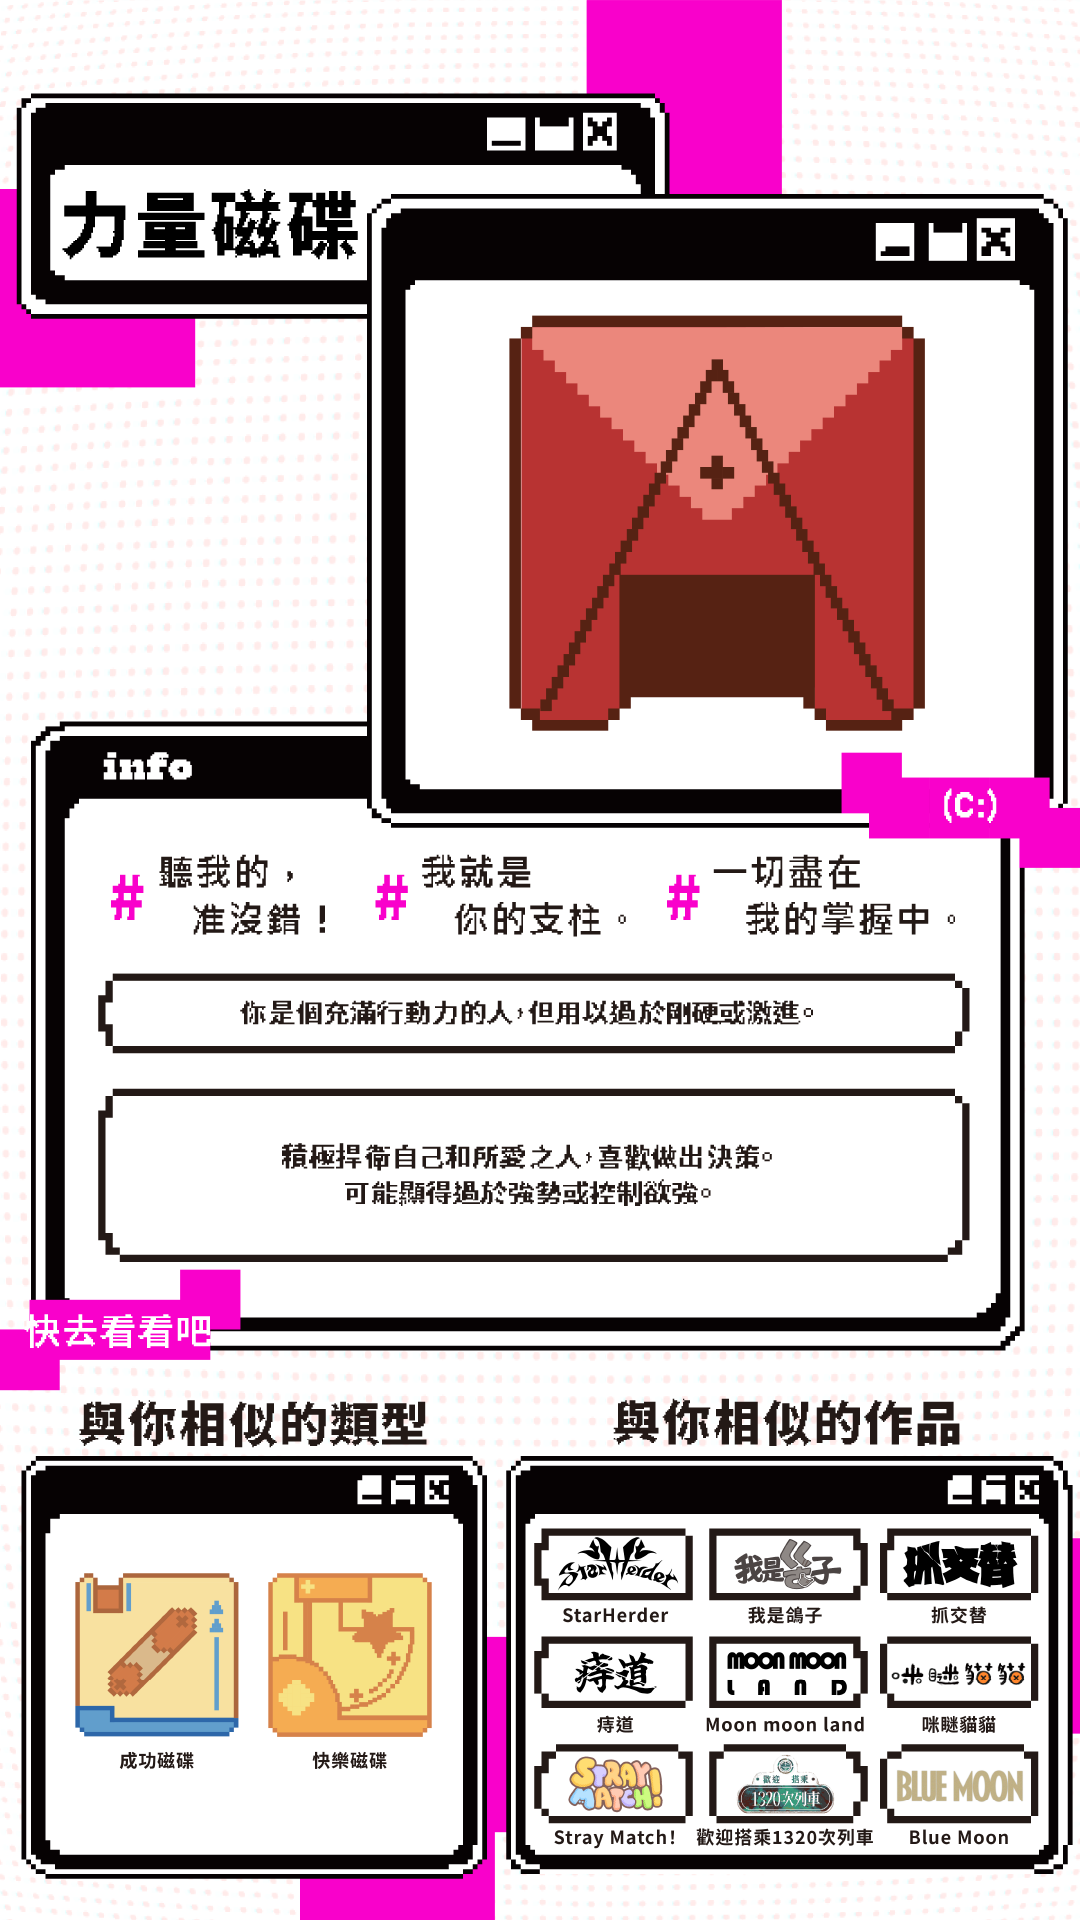 力量磁碟
(C:)
info
# 聽我的，
准沒錯！
# 我就是
你的支柱。
# 一切盡在
我的掌握中。
你是個充滿行動力的人，但用以過於剛硬或激進。
積極捍衛自己和所愛之人，喜歡做出決策。
可能顯得過於強勢或控制欲強。
快去看看吧
與你相似的類型
成功磁碟
快樂磁碟
與你相似的作品
StarHerder
StarHerder
我是鴿子
抓交替
抓交替
痔道
痔道
MOON MOON
LAND
Moon moon land
咪瞇貓貓
咪瞇貓貓
STRAY
MATCH!
Stray Match!
歡迎 搭乘
1320次列車
歡迎搭乘1320次列車
BLUE MOON
Blue Moon